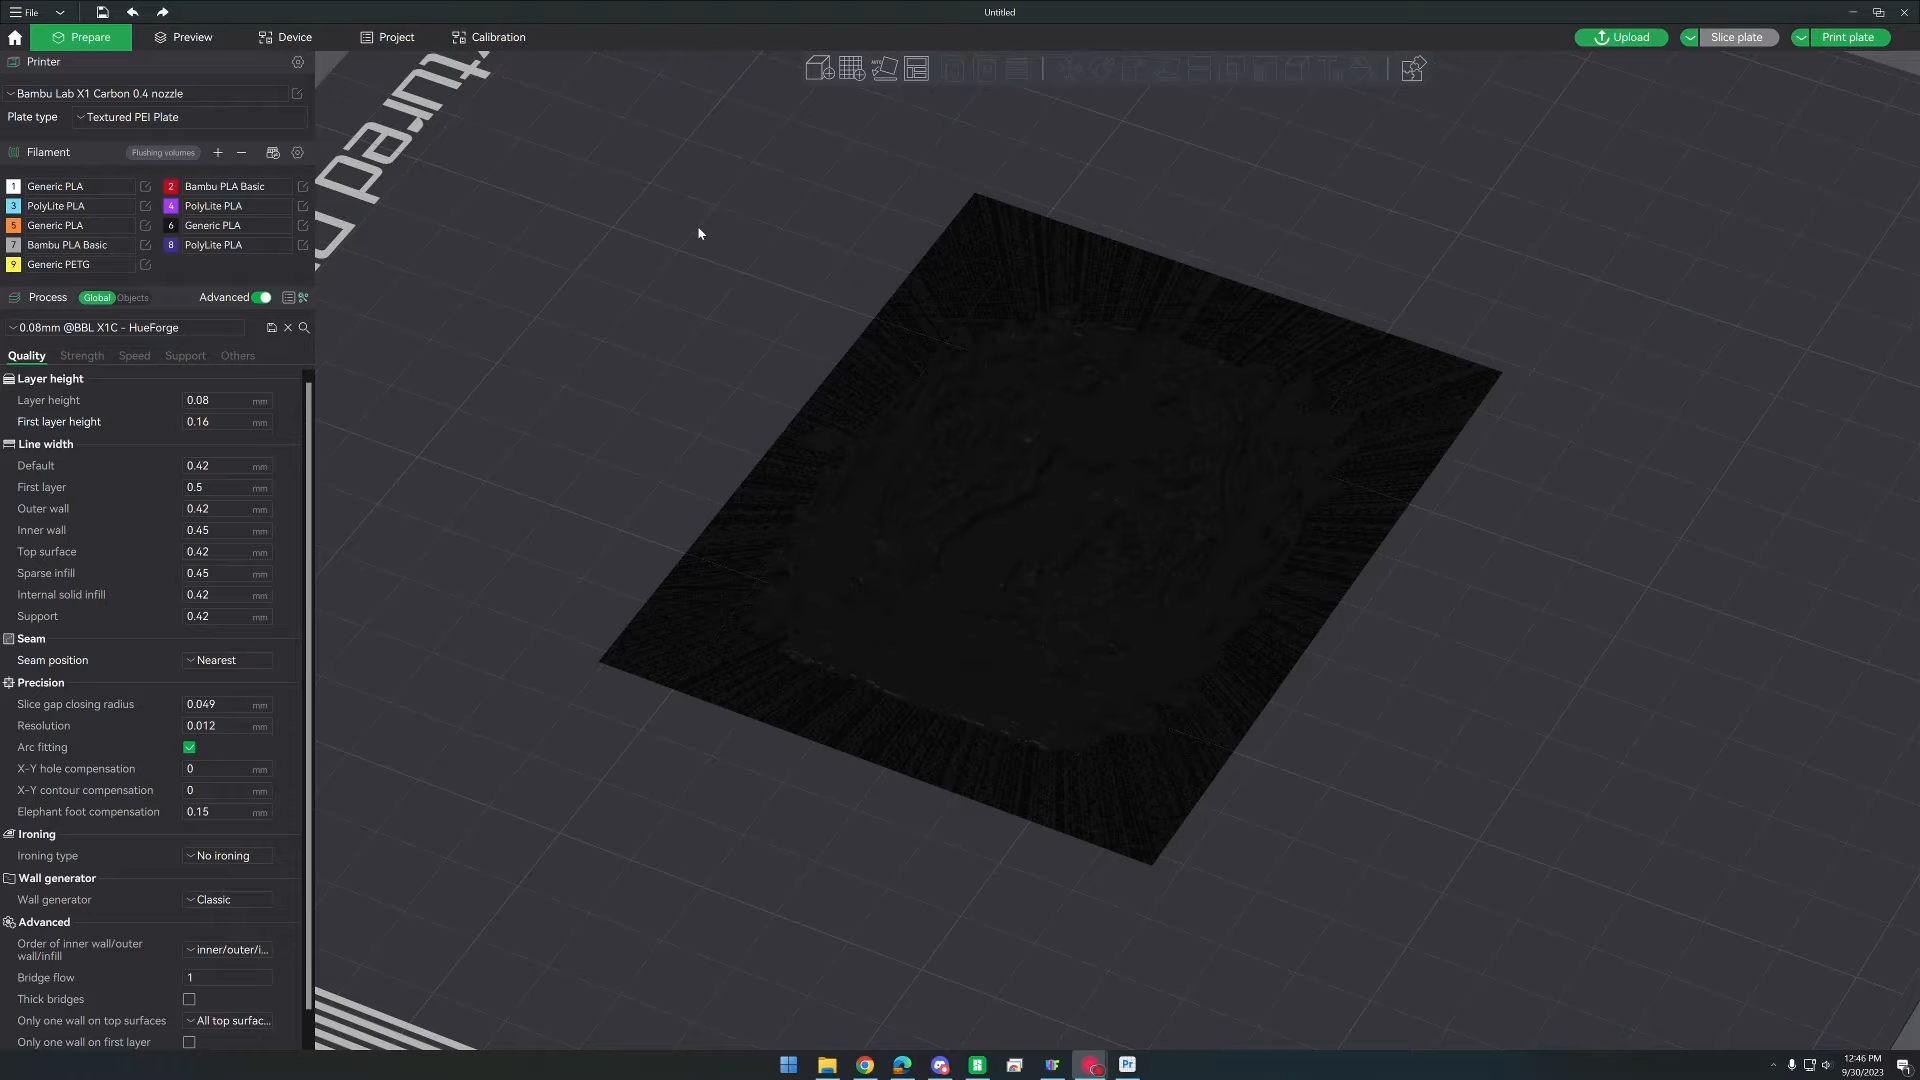 File
Untitled
Prepare
Preview
Device
Project
Calibration
Upload
Slice plate
Print plate
Printer
Bambu Lab X1 Carbon 0.4 nozzle
Plate type
Textured PEI Plate
Filament
Flushing volumes
1 Generic PLA
2 Bambu PLA Basic
3 PolyLite PLA
4 PolyLite PLA
5 Generic PLA
6 Generic PLA
7 Bambu PLA Basic
8 PolyLite PLA
9 Generic PETG
Process
Global
Objects
Advanced
0.08mm @BBL X1C - HueForge
Quality
Strength
Speed
Support
Others
Layer height
Layer height 0.08 mm
First layer height 0.16 mm
Line width
Default 0.42 mm
First layer 0.5 mm
Outer wall 0.42 mm
Inner wall 0.45 mm
Top surface 0.42 mm
Sparse infill 0.45 mm
Internal solid infill 0.42 mm
Support 0.42 mm
Seam
Seam position Nearest
Precision
Slice gap closing radius 0.049 mm
Resolution 0.012 mm
Arc fitting
X-Y hole compensation 0 mm
X-Y contour compensation 0 mm
Elephant foot compensation 0.15 mm
Ironing
Ironing type No ironing
Wall generator
Wall generator Classic
Advanced
Order of inner wall/outer
wall/infill
inner/outer/i...
Bridge flow 1
Thick bridges
Only one wall on top surfaces All top surfac...
Only one wall on first layer
AUTO
Pr
12:46 PM
9/30/2023